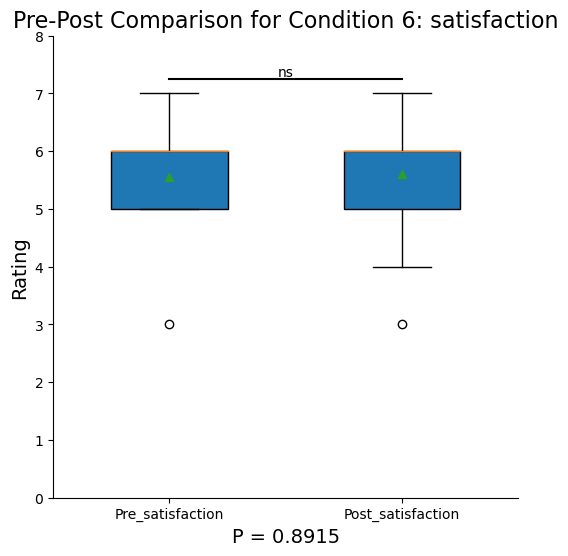 Pre-Post Comparison for Condition 6: satisfaction
8
7
6
5
4
3
2
1
0
Rating
ns
Pre_satisfaction Post_satisfaction
P = 0.8915